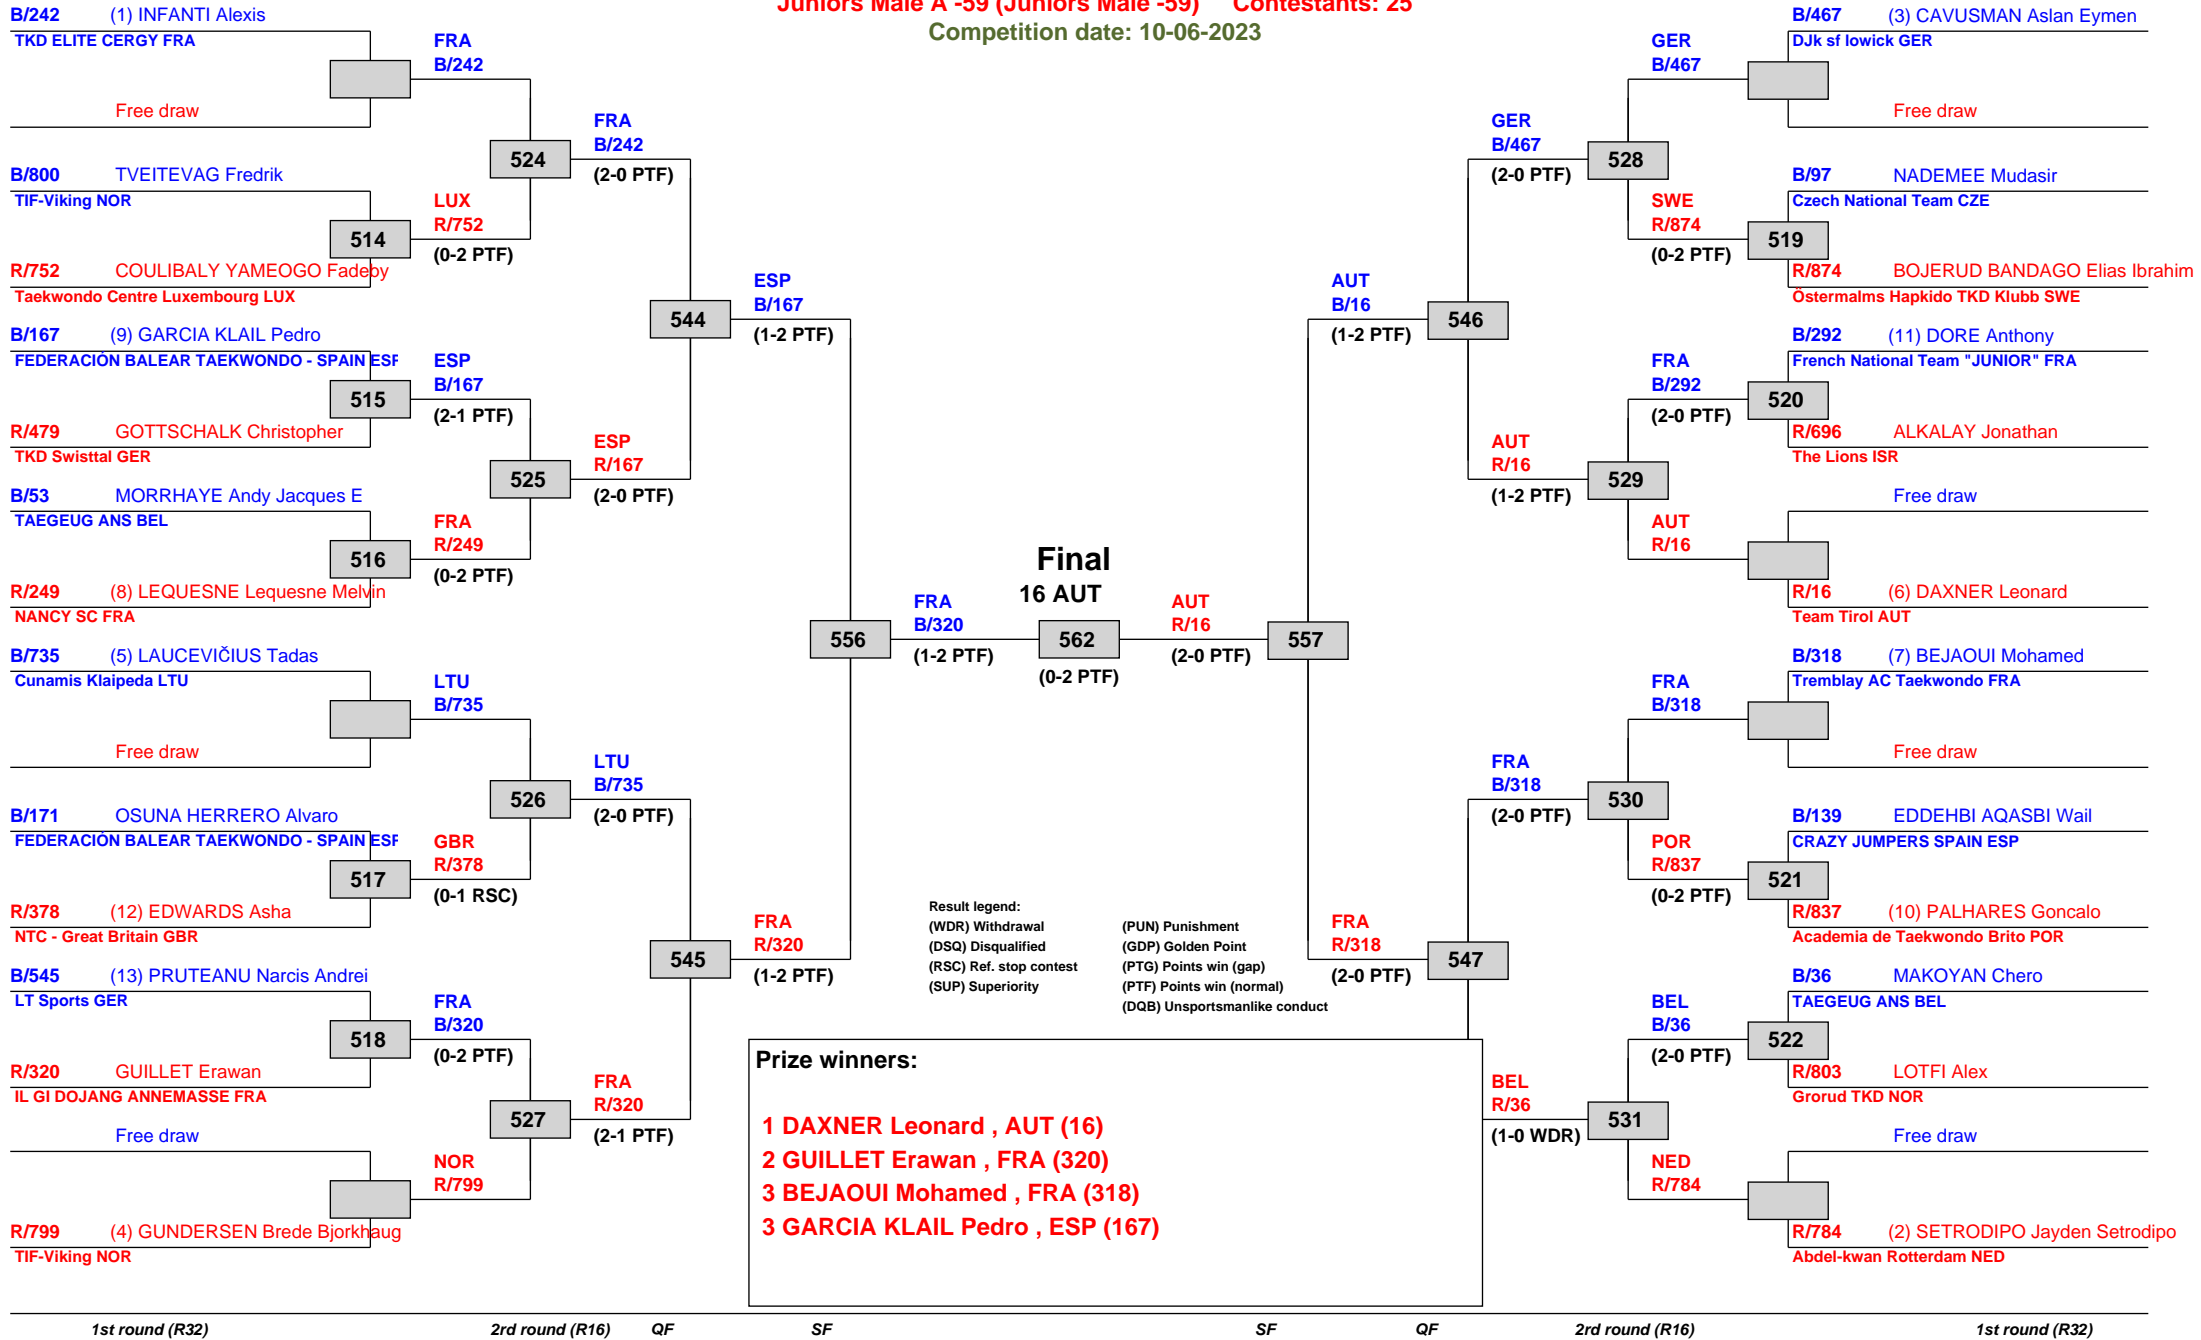 Juniors Male A -59 (Juniors Male -59) Contestants: 25
Competition date: 10-06-2023
B/242 (1) INFANTI Alexis
TKD ELITE CERGY FRA
Free draw
B/800 TVEITEVAG Fredrik
TIF-Viking NOR
514
R/752 COULIBALY YAMEOGO Fadeby
Taekwondo Centre Luxembourg LUX
B/167 (9) GARCIA KLAIL Pedro
FEDERACIÓN BALEAR TAEKWONDO - SPAIN ESP
515
R/479 GOTTSCHALK Christopher
TKD Swisttal GER
B/53 MORRHAYE Andy Jacques E
TAEGEUG ANS BEL
516
R/249 (8) LEQUESNE Lequesne Melvin
NANCY SC FRA
B/735 (5) LAUCEVIČIUS Tadas
Cunamis Klaipeda LTU
Free draw
B/171 OSUNA HERRERO Alvaro
FEDERACIÓN BALEAR TAEKWONDO - SPAIN ESP
517
R/378 (12) EDWARDS Asha
NTC - Great Britain GBR
B/545 (13) PRUTEANU Narcis Andrei
LT Sports GER
518
R/320 GUILLET Erawan
IL GI DOJANG ANNEMASSE FRA
Free draw
R/799 (4) GUNDERSEN Brede Bjorkhaug
TIF-Viking NOR
FRA
B/242
524
LUX
R/752
(0-2 PTF)
ESP
B/167
(2-1 PTF)
525
FRA
R/249
(0-2 PTF)
LTU
B/735
526
GBR
R/378
(0-1 RSC)
FRA
B/320
(0-2 PTF)
527
NOR
R/799
FRA
B/242
(2-0 PTF)
544
ESP
R/167
(2-0 PTF)
LTU
B/735
(2-0 PTF)
545
FRA
R/320
(2-1 PTF)
ESP
B/167
(1-2 PTF)
556
FRA
R/320
(1-2 PTF)
FRA
B/320
(1-2 PTF)
Final
16 AUT
562
(0-2 PTF)
AUT
R/16
(2-0 PTF)
557
AUT
B/16
(1-2 PTF)
FRA
R/318
(2-0 PTF)
GER
B/467
(2-0 PTF)
546
AUT
R/16
(1-2 PTF)
FRA
B/318
(2-0 PTF)
547
BEL
R/36
(1-0 WDR)
GER
B/467
528
SWE
R/874
(0-2 PTF)
FRA
B/292
(2-0 PTF)
529
AUT
R/16
FRA
B/318
530
POR
R/837
(0-2 PTF)
BEL
B/36
(2-0 PTF)
531
NED
R/784
B/467 (3) CAVUSMAN Aslan Eymen
DJk sf lowick GER
Free draw
B/97 NADEMEE Mudasir
Czech National Team CZE
519
R/874 BOJERUD BANDAGO Elias Ibrahim
Östermalms Hapkido TKD Klubb SWE
B/292 (11) DORE Anthony
French National Team "JUNIOR" FRA
520
R/696 ALKALAY Jonathan
The Lions ISR
Free draw
R/16 (6) DAXNER Leonard
Team Tirol AUT
B/318 (7) BEJAOUI Mohamed
Tremblay AC Taekwondo FRA
Free draw
B/139 EDDEHBI AQASBI Wail
CRAZY JUMPERS SPAIN ESP
521
R/837 (10) PALHARES Goncalo
Academia de Taekwondo Brito POR
B/36 MAKOYAN Chero
TAEGEUG ANS BEL
522
R/803 LOTFI Alex
Grorud TKD NOR
Free draw
R/784 (2) SETRODIPO Jayden Setrodipo
Abdel-kwan Rotterdam NED
Result legend:
(WDR) Withdrawal (PUN) Punishment
(DSQ) Disqualified (GDP) Golden Point
(RSC) Ref. stop contest (PTG) Points win (gap)
(SUP) Superiority (PTF) Points win (normal)
(DQB) Unsportsmanlike conduct
Prize winners:
1 DAXNER Leonard , AUT (16)
2 GUILLET Erawan , FRA (320)
3 BEJAOUI Mohamed , FRA (318)
3 GARCIA KLAIL Pedro , ESP (167)
1st round (R32) 2rd round (R16) QF SF SF QF 2rd round (R16) 1st round (R32)